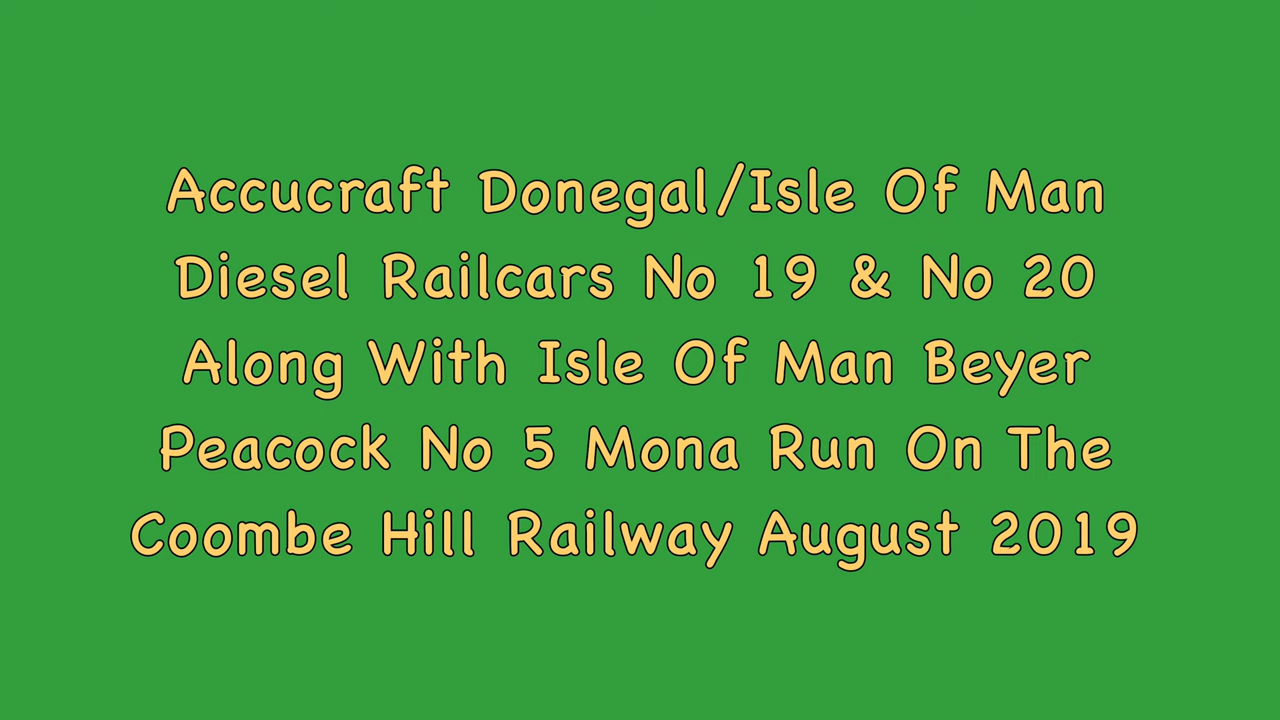 Accucraft Donegal/Isle Of Man
Diesel Railcars No 19 & No 20
Along With Isle Of Man Beyer
Peacock No 5 Mona Run On The
Coombe Hill Railway August 2019